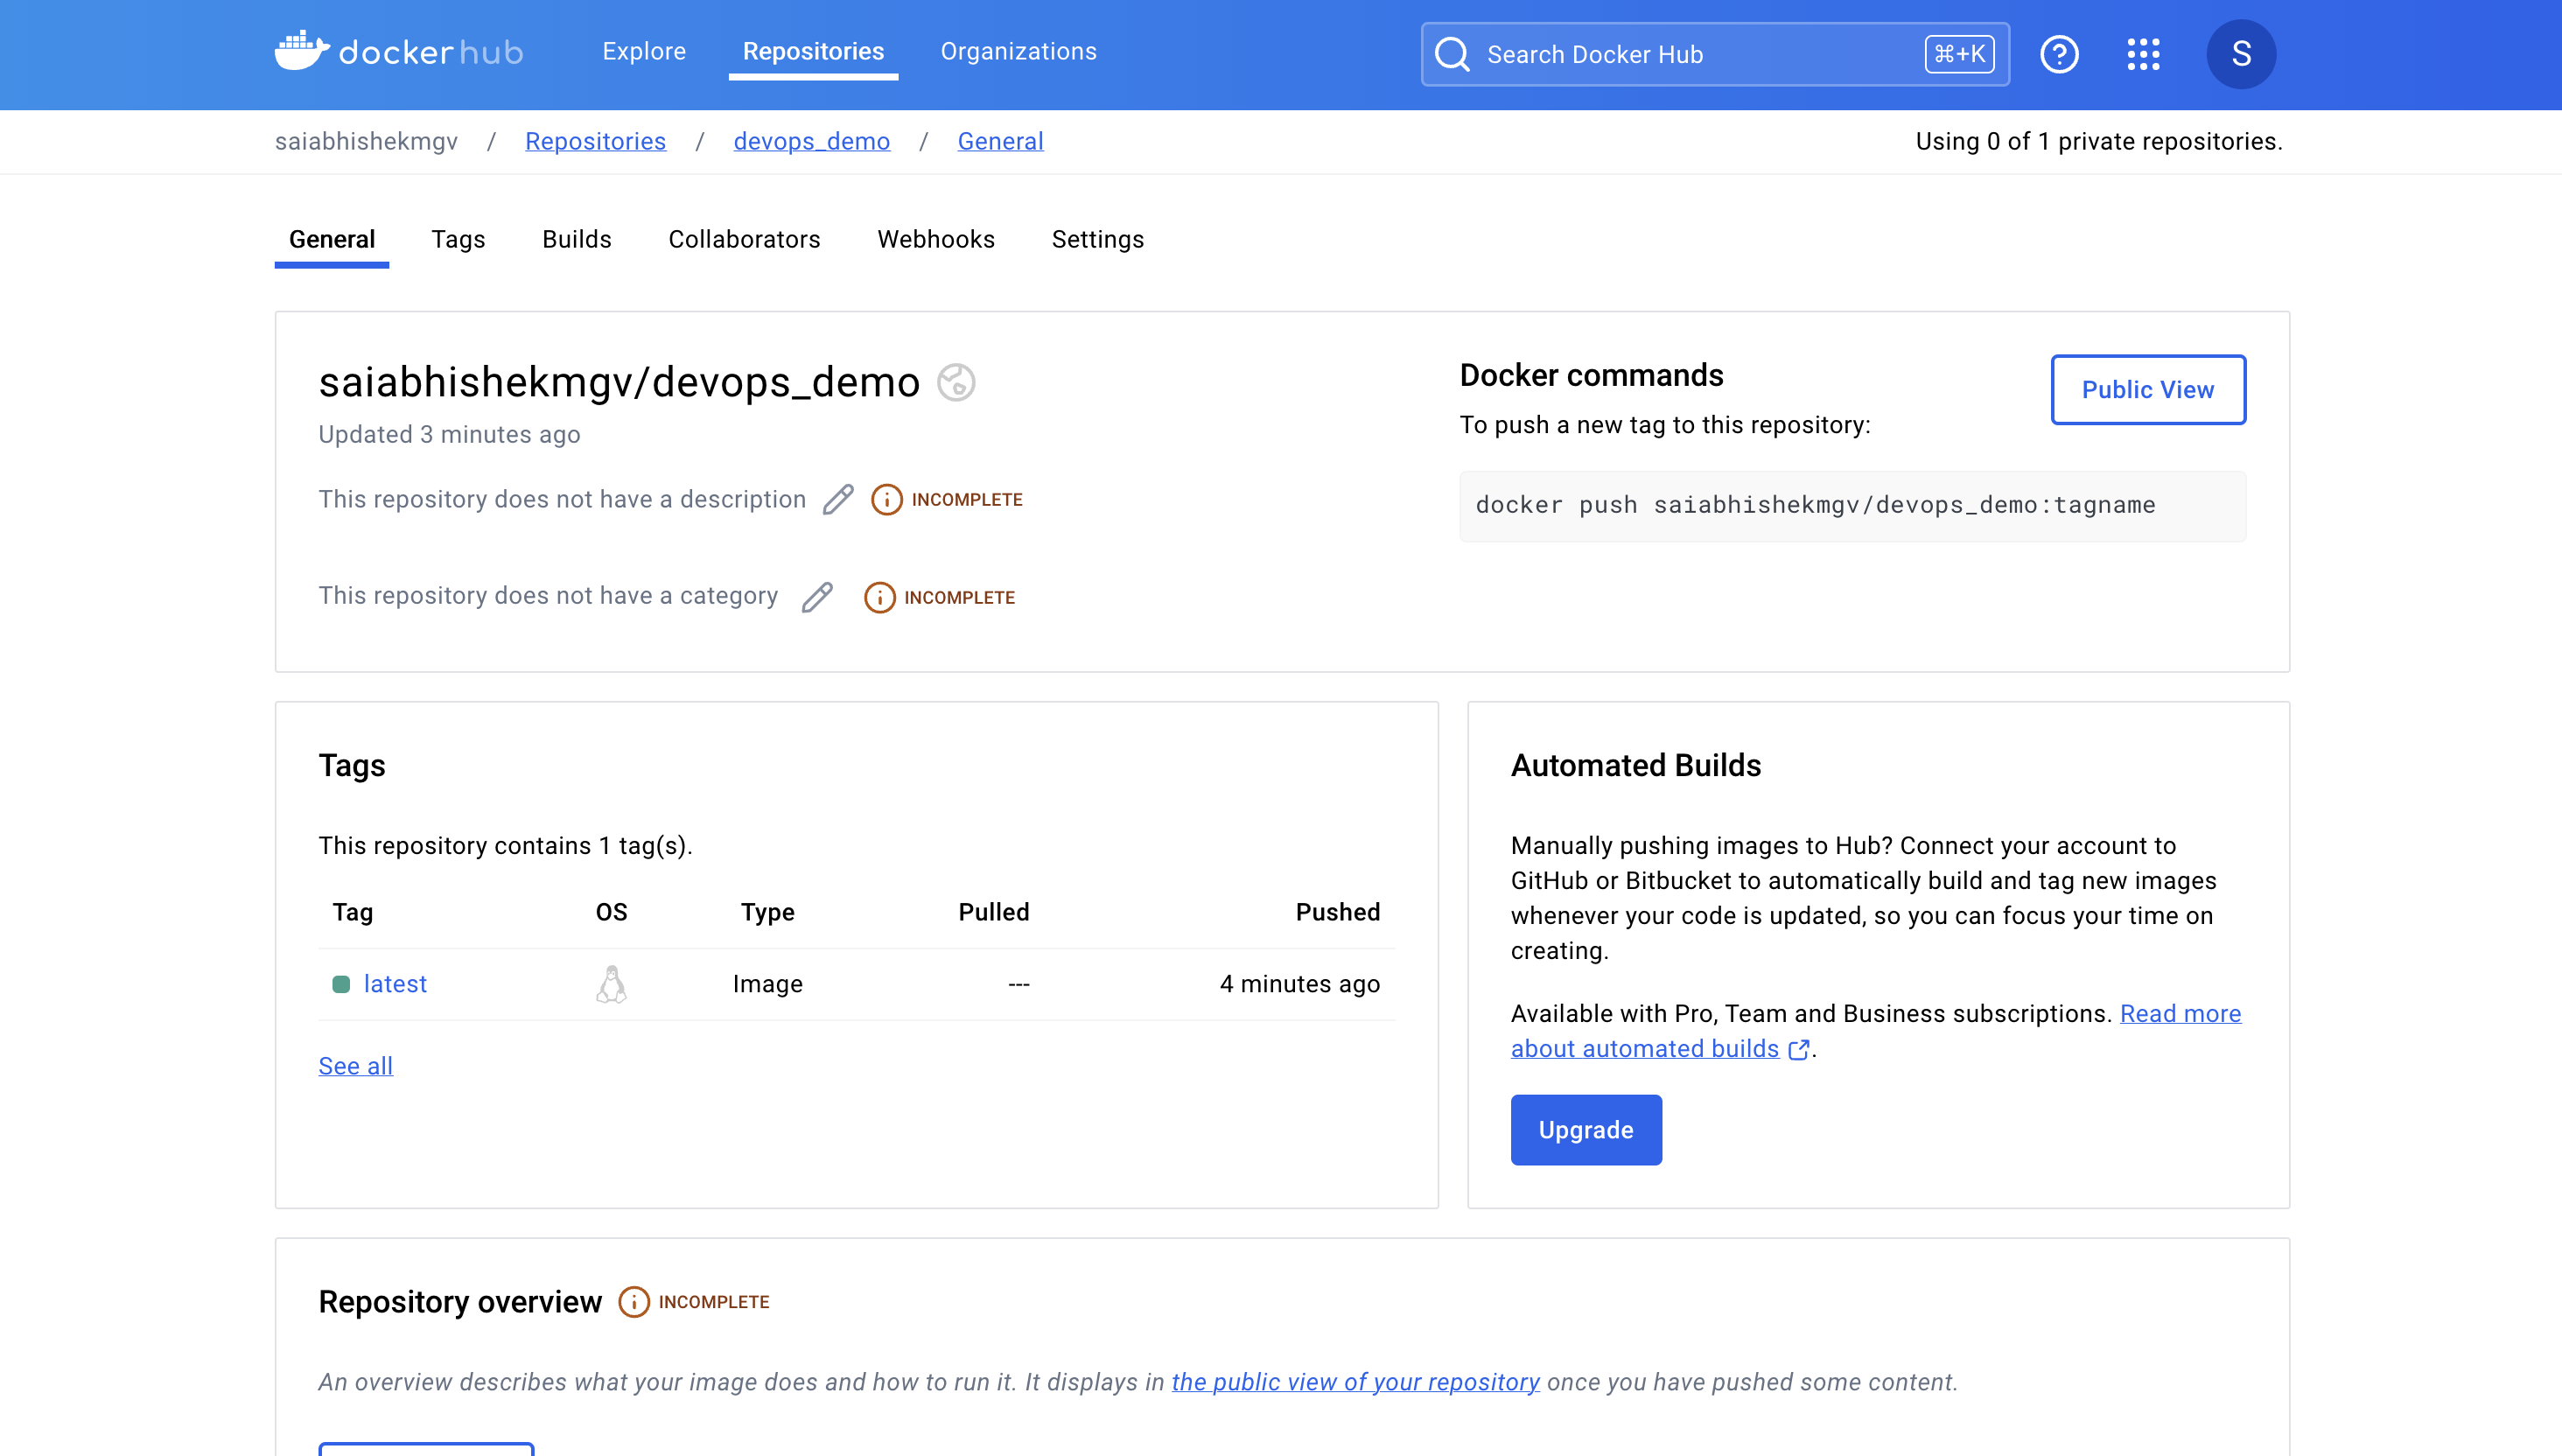 dockerhub
Explore
Repositories
Organizations
Search Docker Hub
⌘+K
?
S
saiabhishekmgv / Repositories / devops_demo / General
Using 0 of 1 private repositories.
General
Tags
Builds
Collaborators
Webhooks
Settings
saiabhishekmgv/devops_demo
Updated 3 minutes ago
This repository does not have a description
INCOMPLETE
This repository does not have a category
INCOMPLETE
Docker commands
To push a new tag to this repository:
Public View
docker push saiabhishekmgv/devops_demo:tagname
Tags
This repository contains 1 tag(s).
Tag OS Type Pulled Pushed
latest Image --- 4 minutes ago
See all
Automated Builds
Manually pushing images to Hub? Connect your account to
GitHub or Bitbucket to automatically build and tag new images
whenever your code is updated, so you can focus your time on
creating.
Available with Pro, Team and Business subscriptions. Read more
about automated builds.
Upgrade
Repository overview
INCOMPLETE
An overview describes what your image does and how to run it. It displays in the public view of your repository once you have pushed some content.